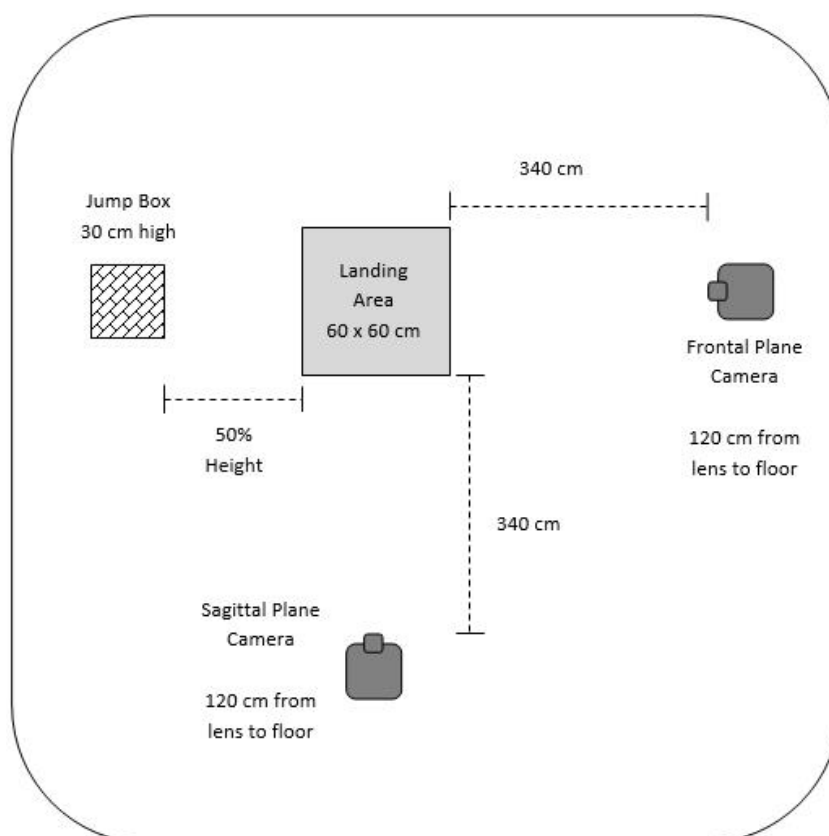 340 cm
Jump Box
30 cm high
Landing
Area
60 x 60 cm
Frontal Plane
Camera
120 cm from
lens to floor
50%
Height
340 cm
Sagittal Plane
Camera
120 cm from
lens to floor